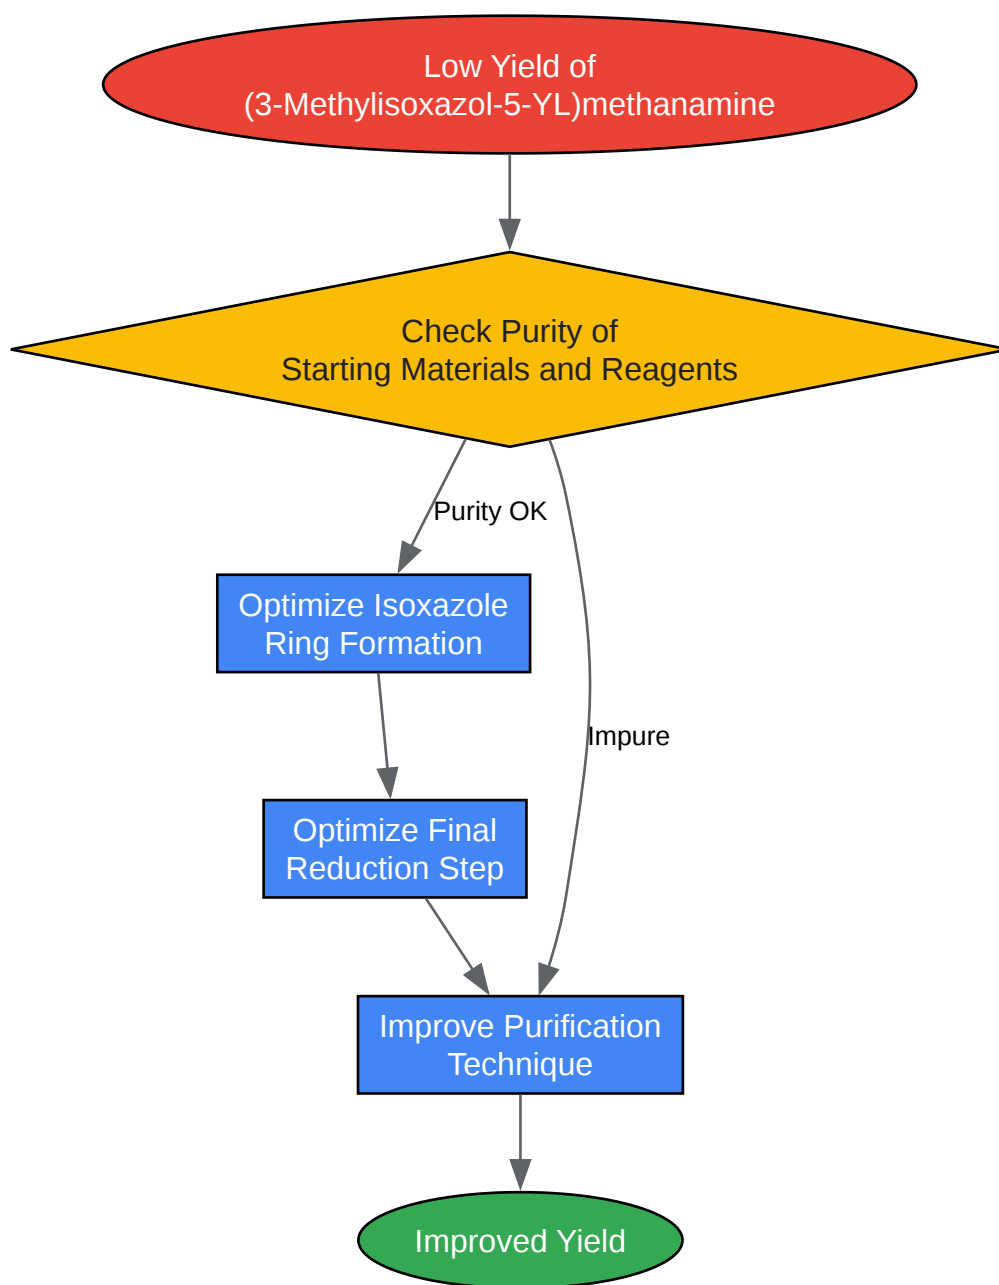 Low Yield of
(3-Methylisoxazol-5-YL)methanamine
Check Purity of
Starting Materials and Reagents
Purity OK
Optimize Isoxazole
Ring Formation
Impure
Optimize Final
Reduction Step
Improve Purification
Technique
Improved Yield